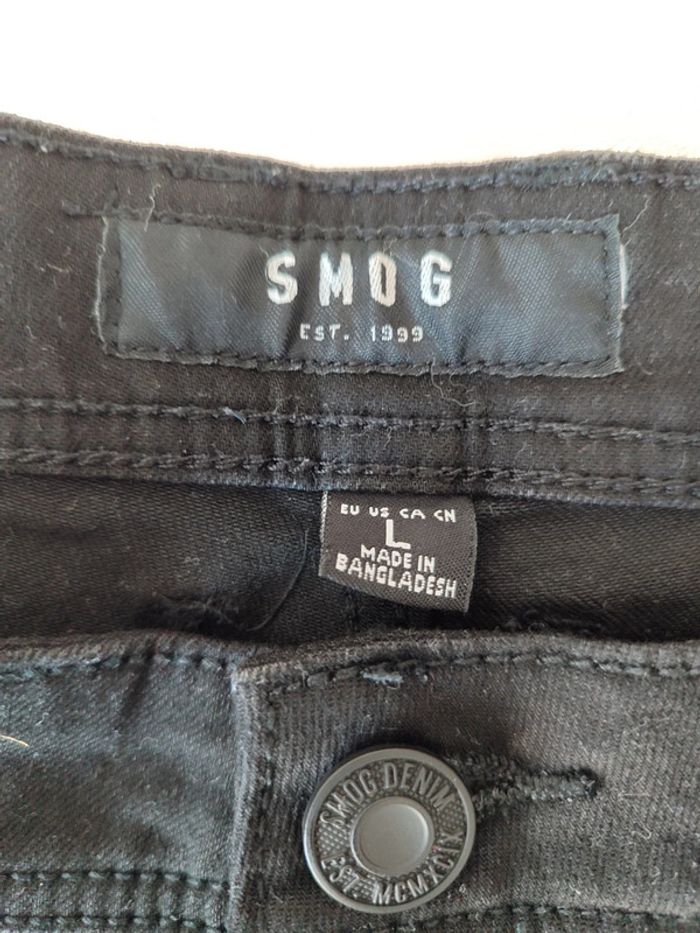 SMOG
EST. 1999
EU US CA CN
L
MADE IN
BANGLADESH
SMOG DENIM
EST MCMXCIX